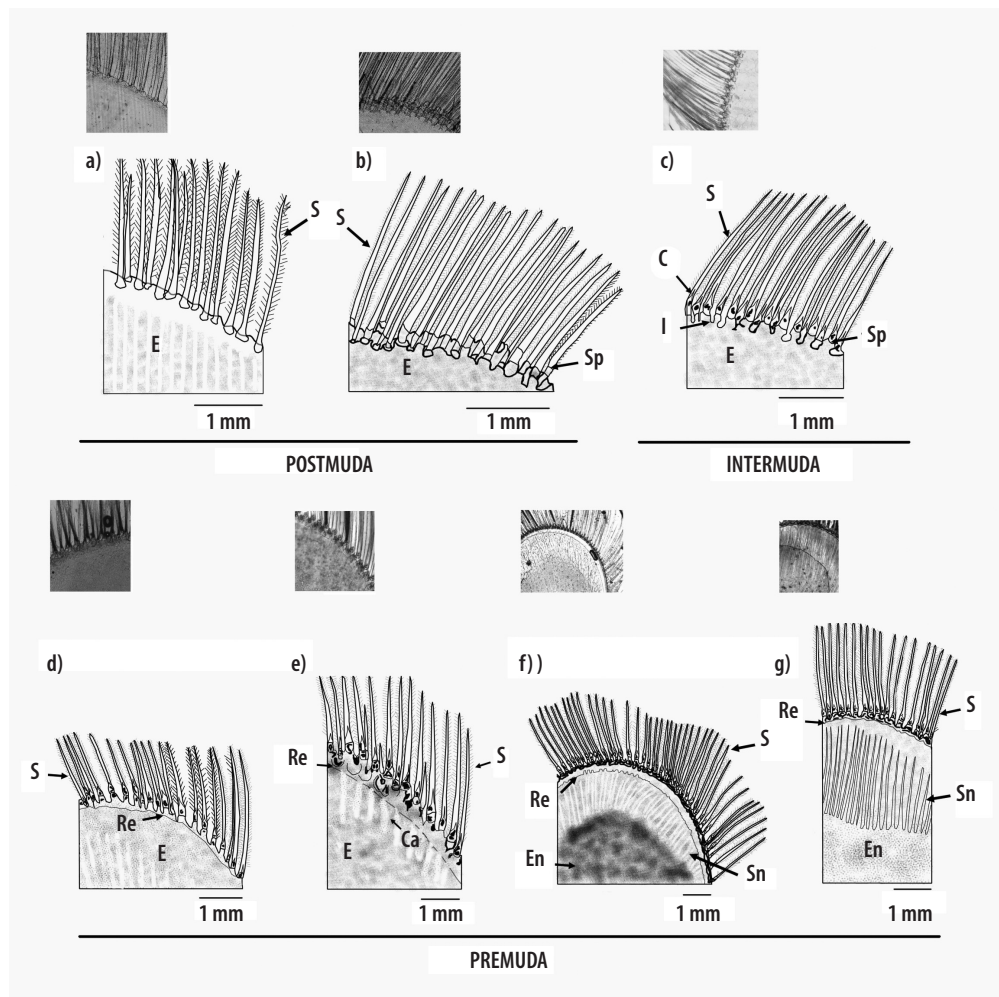 a)
b)
c)
S
S
E
E
Sp
S
C
I
E
Sp
1 mm
1 mm
1 mm
POSTMUDA
INTERMUDA
d)
e)
f) )
g)
S
Re
E
1 mm
Re
S
Ca
E
1 mm
S
Re
En
Sn
1 mm
Re
S
Sn
En
1 mm
PREMUDA